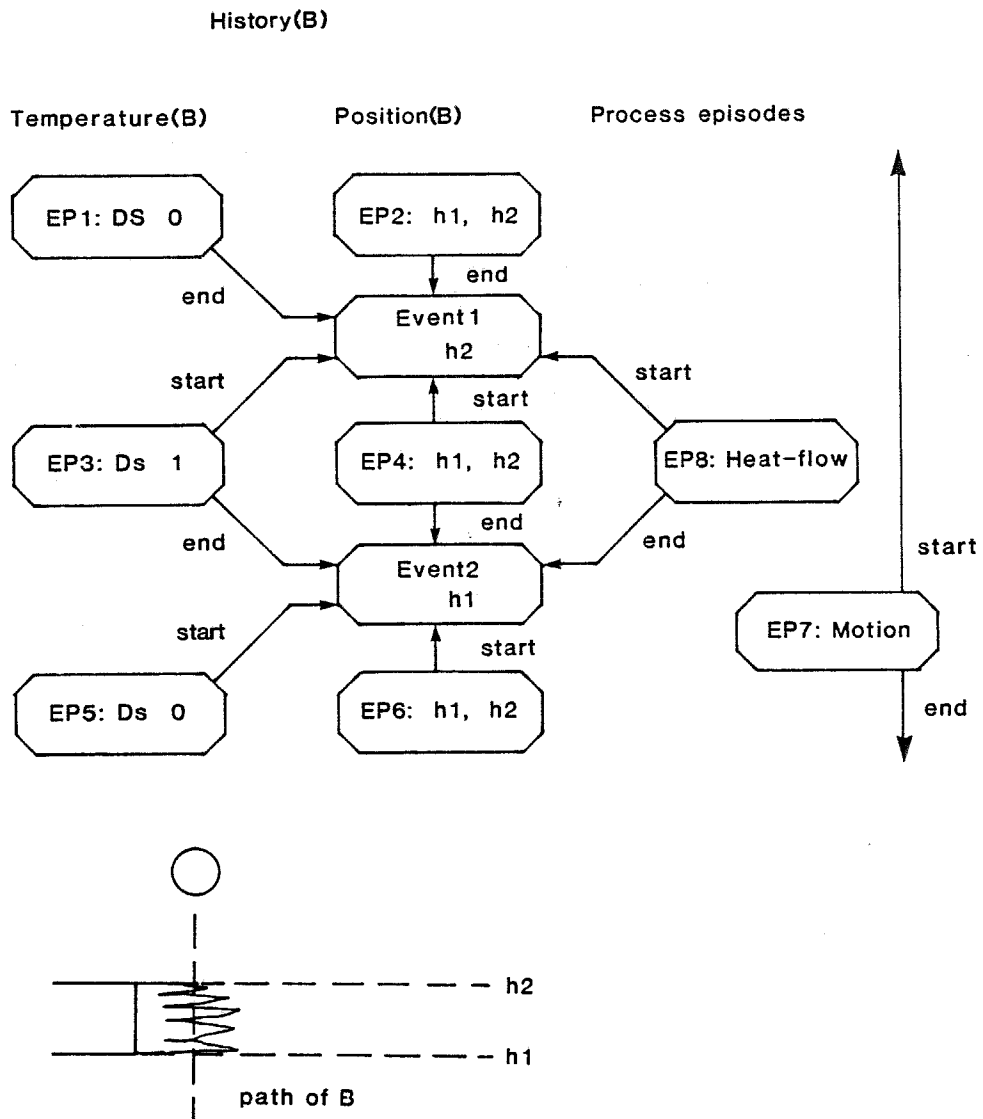 History(B)
Temperature(B) Position(B) Process episodes
EP1: DS 0
EP2: h1, h2
end
end
Event1
h2
start
start
start
EP3: Ds 1
EP4: h1, h2
EP8: Heat-flow
end
end
end
start
Event2
h1
start
start
EP7: Motion
EP5: Ds 0
EP6: h1, h2
end
h2
h1
path of B